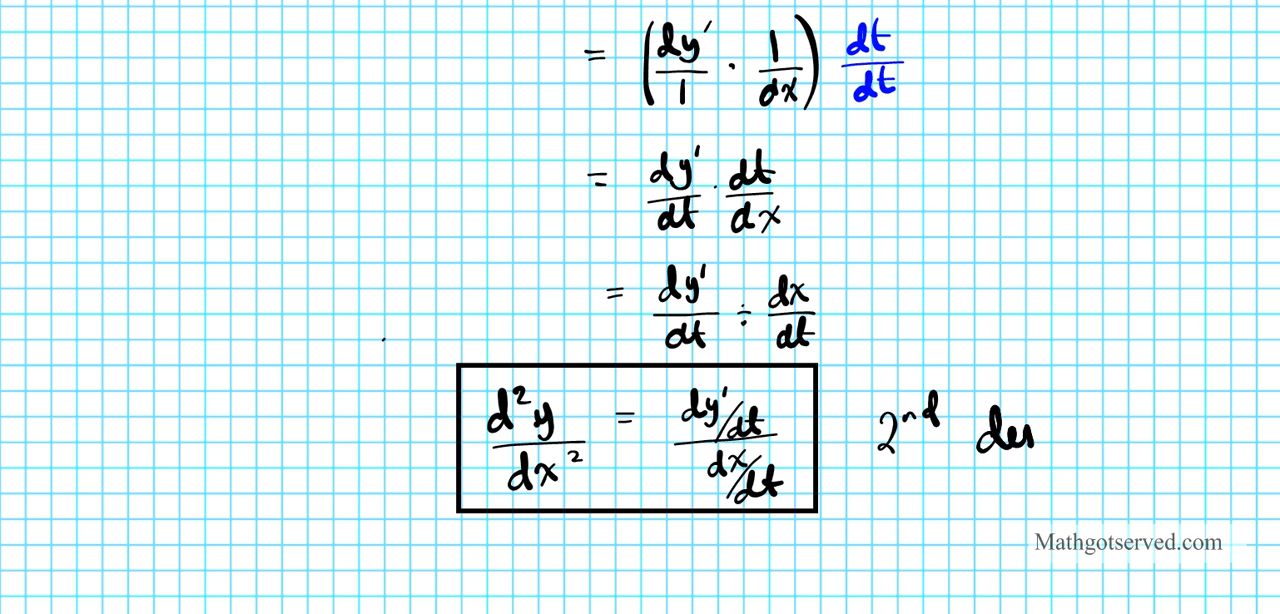 = (dy'/1 · 1/dx) dt/dt
= dy'/dt · dt/dx
= dy'/dt ÷ dx/dt
d²y/dx² = (dy'/dt)/(dx/dt) 2nd der
Mathgotserved.com